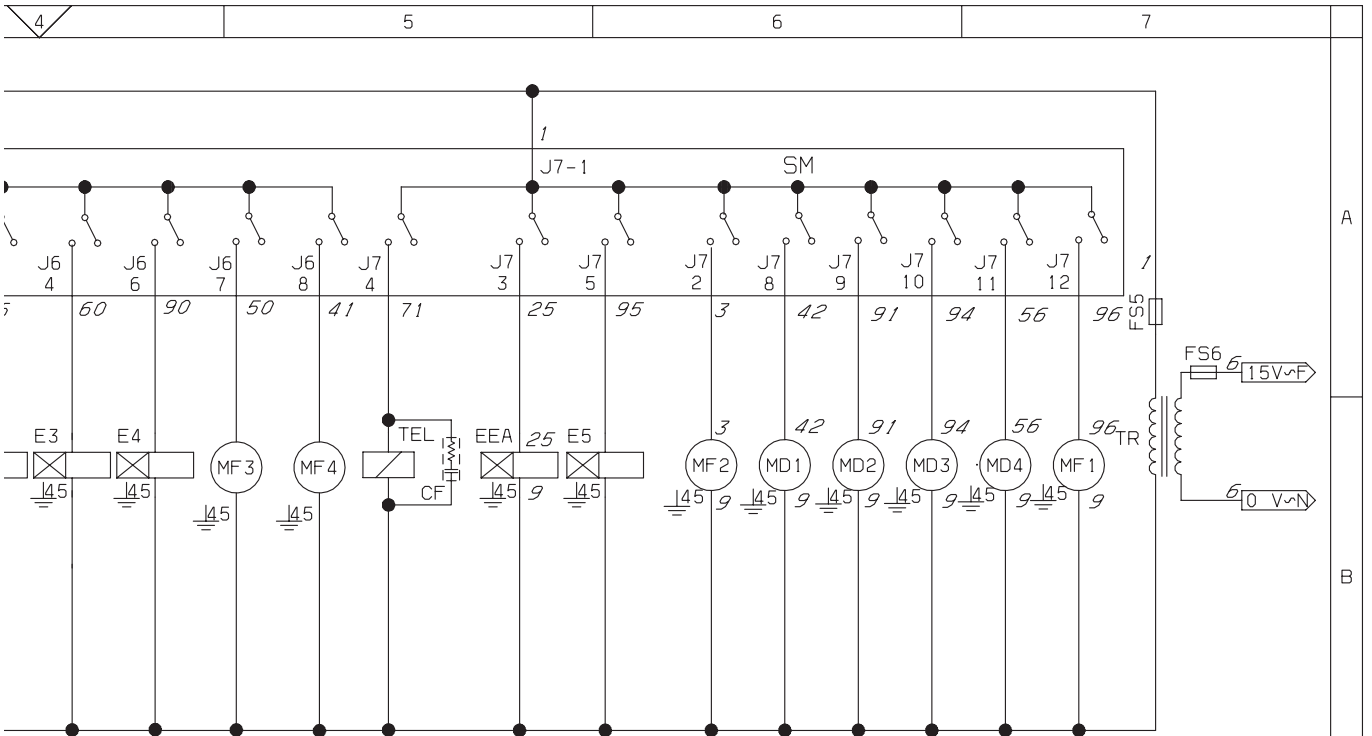 4 5 6 7
1
J7-1 SM
A
J6 J6 J6 J6 J7 J7 J7 J7 J7 J7 J7 J7 J7 1
4 6 7 8 4 3 5 2 8 9 10 11 12
60 90 50 41 71 25 95 3 42 91 94 56 96 FS5
FS6 6 15V~F
3 42 91 94 56 96 TR
E3 E4 TEL EEA 25 E5
MF3 MF4 MF2 MD1 MD2 MD3 MD4 MF1
45 45 CF 45 9 45 45 9 45 9 45 9 45 9 45 9 45 9 6 0 V~N
45 45
B